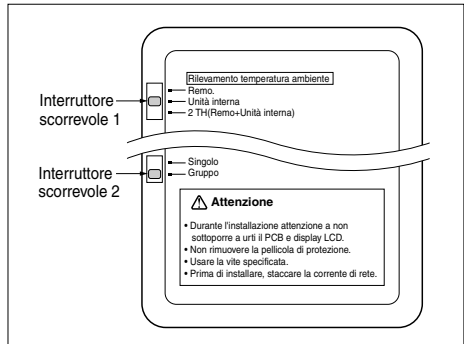 Rilevamento temperatura ambiente
Remo.
Interruttore
scorrevole 1
Unità interna
2 TH(Remo+Unità interna)
Interruttore
scorrevole 2
Singolo
Gruppo
Attenzione
• Durante l'installazione attenzione a non
sottoporre a urti il PCB e display LCD.
• Non rimuovere la pellicola di protezione.
• Usare la vite specificata.
• Prima di installare, staccare la corrente di rete.